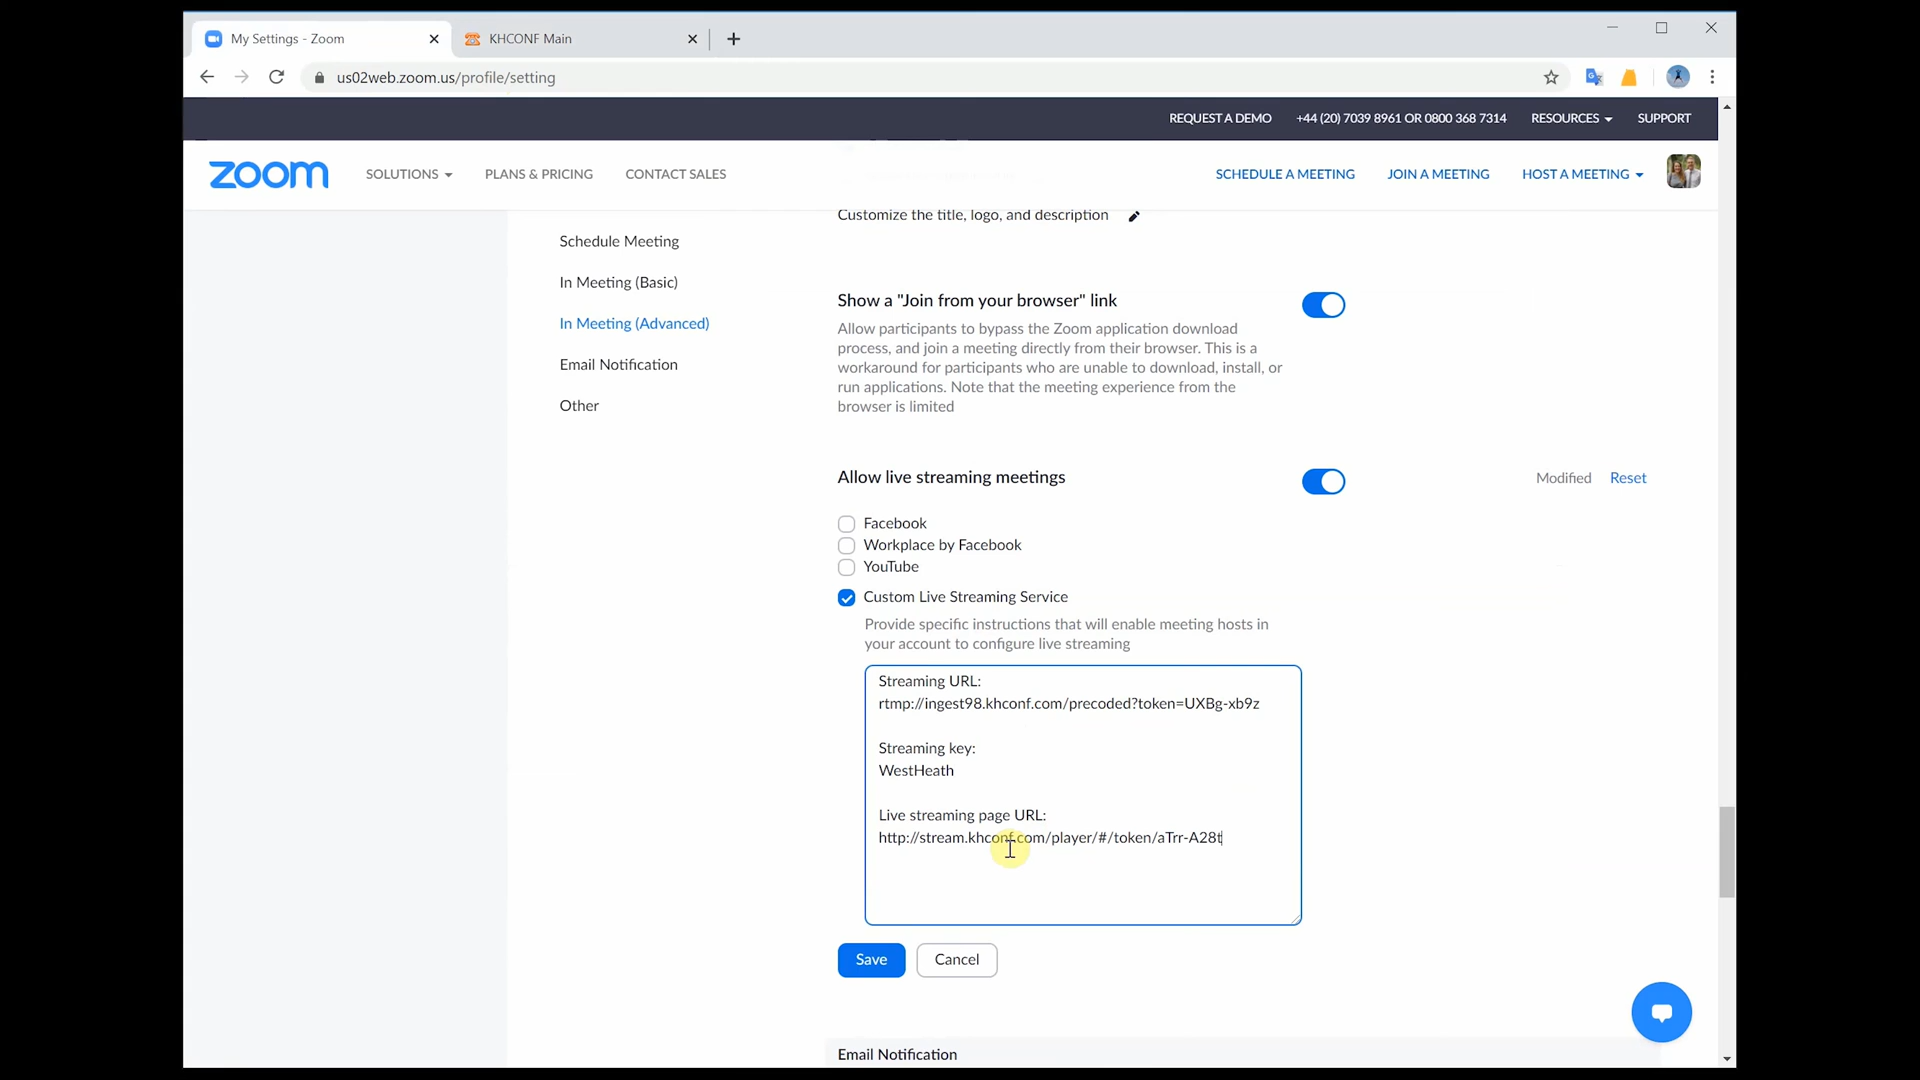 My Settings - Zoom
KHCONF Main
us02web.zoom.us/profile/setting
REQUEST A DEMO +44 (20) 7039 8961 OR 0800 368 7314 RESOURCES SUPPORT
zoom SOLUTIONS PLANS & PRICING CONTACT SALES SCHEDULE A MEETING JOIN A MEETING HOST A MEETING
Schedule Meeting
In Meeting (Basic)
In Meeting (Advanced)
Email Notification
Other
Customize the title, logo, and description
Show a "Join from your browser" link
Allow participants to bypass the Zoom application download
process, and join a meeting directly from their browser. This is a
workaround for participants who are unable to download, install, or
run applications. Note that the meeting experience from the
browser is limited
Allow live streaming meetings Modified Reset
Facebook
Workplace by Facebook
YouTube
Custom Live Streaming Service
Provide specific instructions that will enable meeting hosts in
your account to configure live streaming
Streaming URL:
rtmp://ingest98.khconf.com/precoded?token=UXBg-xb9z
Streaming key:
WestHeath
Live streaming page URL:
http://stream.khconf.com/player/#/token/aTrr-A28t
Save Cancel
Email Notification